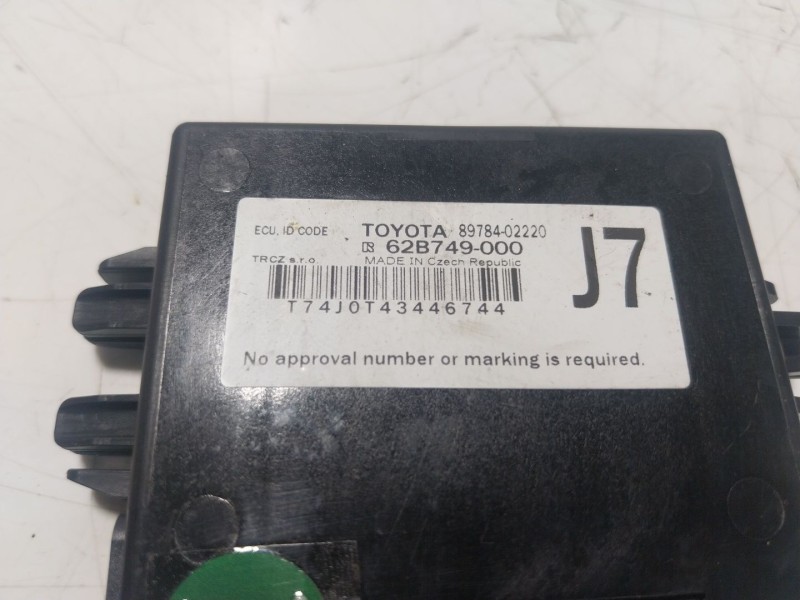 ECU, ID CODE TOYOTA 89784-02220
62B749-000
TRCZ s.r.o. MADE IN Czech Republic
J7
T74J0T43446744
No approval number or marking is required.